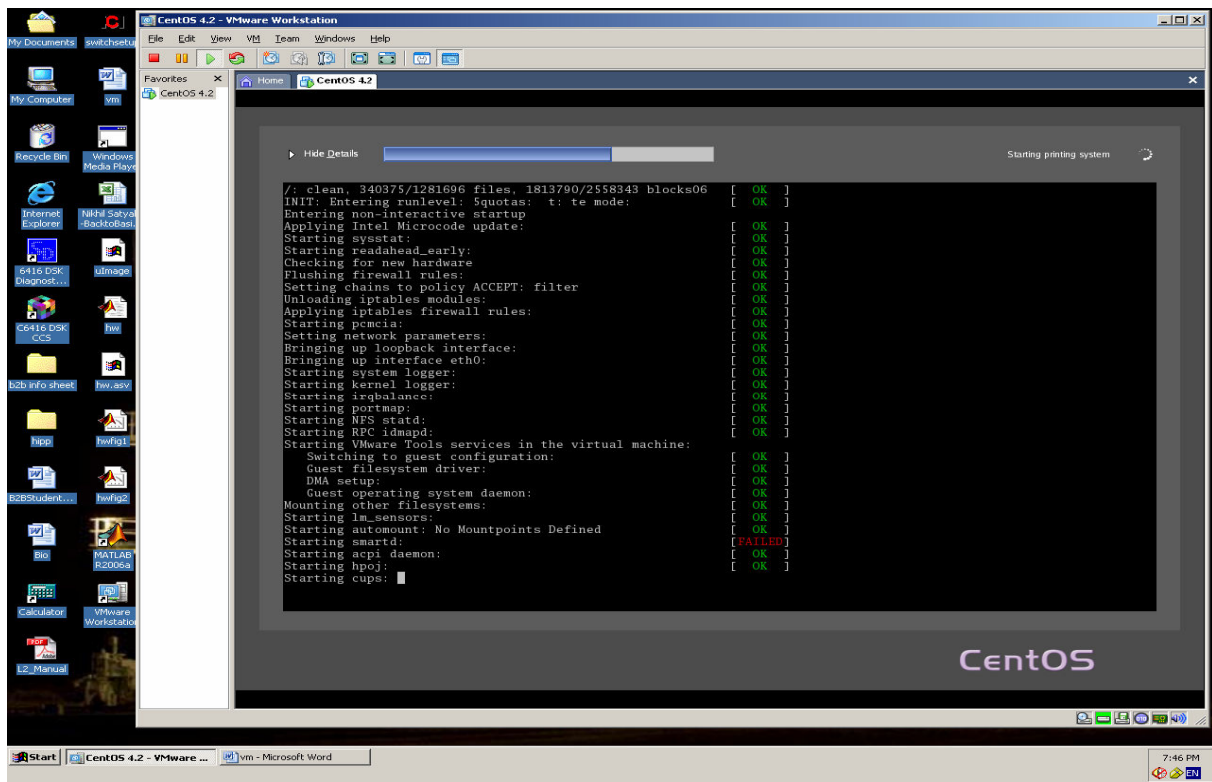 CentOS 4.2 - VMware Workstation
File Edit View VM Team Windows Help
Favorites
CentOS 4.2
Home CentOS 4.2
My Documents
My Computer
vm
Recycle Bin
Windows
Media Playe
Internet
Explorer
Nikhil Satya
-BacktoBasi.
6416 DSK
Diagnost...
uImage
C6416 DSK
CCS
hw
b2b info sheet
hw.asv
hipp
hwfig1
B2BStudent...
hwfig2
Bio
MATLAB
R2006a
Calculator
VMware
Workstatio
L2_Manual
Hide Details
Starting printing system
/: clean, 340375/1281696 files, 1813790/2558343 blocks06 [ OK ]
INIT: Entering runlevel: 5quotas: t: te mode: [ OK ]
Entering non-interactive startup
Applying Intel Microcode update: [ OK ]
Starting sysstat: [ OK ]
Starting readahead_early: [ OK ]
Checking for new hardware [ OK ]
Flushing firewall rules: [ OK ]
Setting chains to policy ACCEPT: filter [ OK ]
Unloading iptables modules: [ OK ]
Applying iptables firewall rules: [ OK ]
Starting pcmcia: [ OK ]
Setting network parameters: [ OK ]
Bringing up loopback interface: [ OK ]
Bringing up interface eth0: [ OK ]
Starting system logger: [ OK ]
Starting kernel logger: [ OK ]
Starting irqbalance: [ OK ]
Starting portmap: [ OK ]
Starting NFS statd: [ OK ]
Starting RPC idmapd: [ OK ]
Starting VMware Tools services in the virtual machine:
Switching to guest configuration: [ OK ]
Guest filesystem driver: [ OK ]
DMA setup: [ OK ]
Guest operating system daemon: [ OK ]
Mounting other filesystems: [ OK ]
Starting lm_sensors: [ OK ]
Starting automount: No Mountpoints Defined [ OK ]
Starting smartd: [FAILED]
Starting acpi daemon: [ OK ]
Starting hpoj: [ OK ]
Starting cups:
CentOS
Start CentOS 4.2 - VMware ... vm - Microsoft Word
7:46 PM
EN